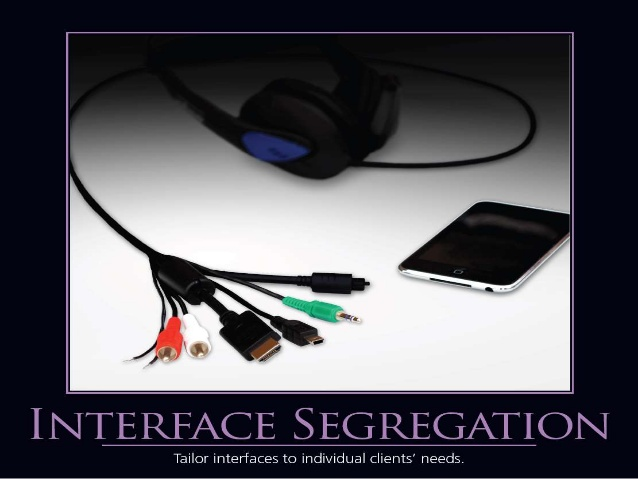 INTERFACE SEGREGATION
Tailor interfaces to individual clients' needs.